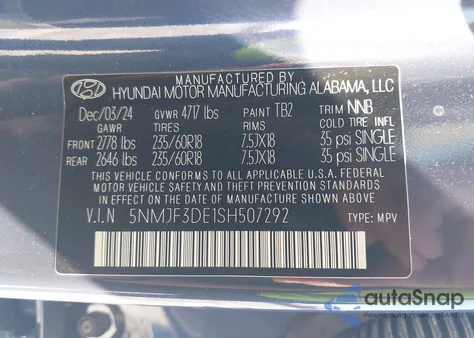 MANUFACTURED BY
HYUNDAI MOTOR MANUFACTURING ALABAMA, LLC
Dec/03/24 GVWR 4717 lbs PAINT TB2 TRIM NNB
GAWR TIRES RIMS COLD TIRE INFL
FRONT 2778 lbs 235/60R18 7.5JX18 35 psi SINGLE
REAR 2646 lbs 235/60R18 7.5JX18 35 psi SINGLE
THIS VEHICLE CONFORMS TO ALL APPLICABLE U.S.A. FEDERAL
MOTOR VEHICLE SAFETY AND THEFT PREVENTION STANDARDS
IN EFFECT ON THE DATE OF MANUFACTURE SHOWN ABOVE.
V.I.N 5NMJF3DE1SH507292 TYPE: MPV
autoSnap